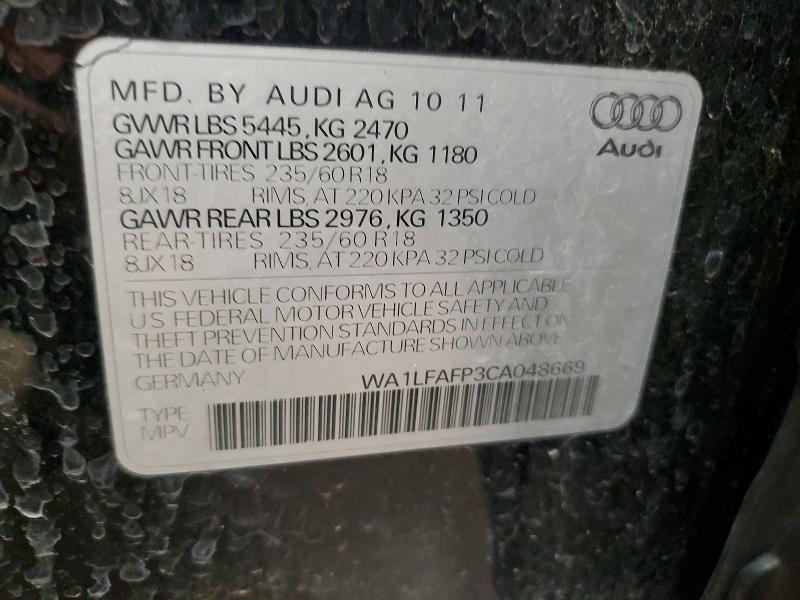 MFD. BY AUDI AG 10 11
GVWR LBS 5445, KG 2470
GAWR FRONT LBS 2601, KG 1180
FRONT-TIRES 235/60 R18
8JX18 RIMS, AT 220 KPA 32 PSI COLD
GAWR REAR LBS 2976, KG 1350
REAR-TIRES 235/60 R18
8JX18 RIMS, AT 220 KPA 32 PSI COLD
THIS VEHICLE CONFORMS TO ALL APPLICABLE
US FEDERAL MOTOR VEHICLE SAFETY AND
THEFT PREVENTION STANDARDS IN EFFECT ON
THE DATE OF MANUFACTURE SHOWN ABOVE
GERMANY WA1LFAFP3CA048669
TYPE
MPV
Audi